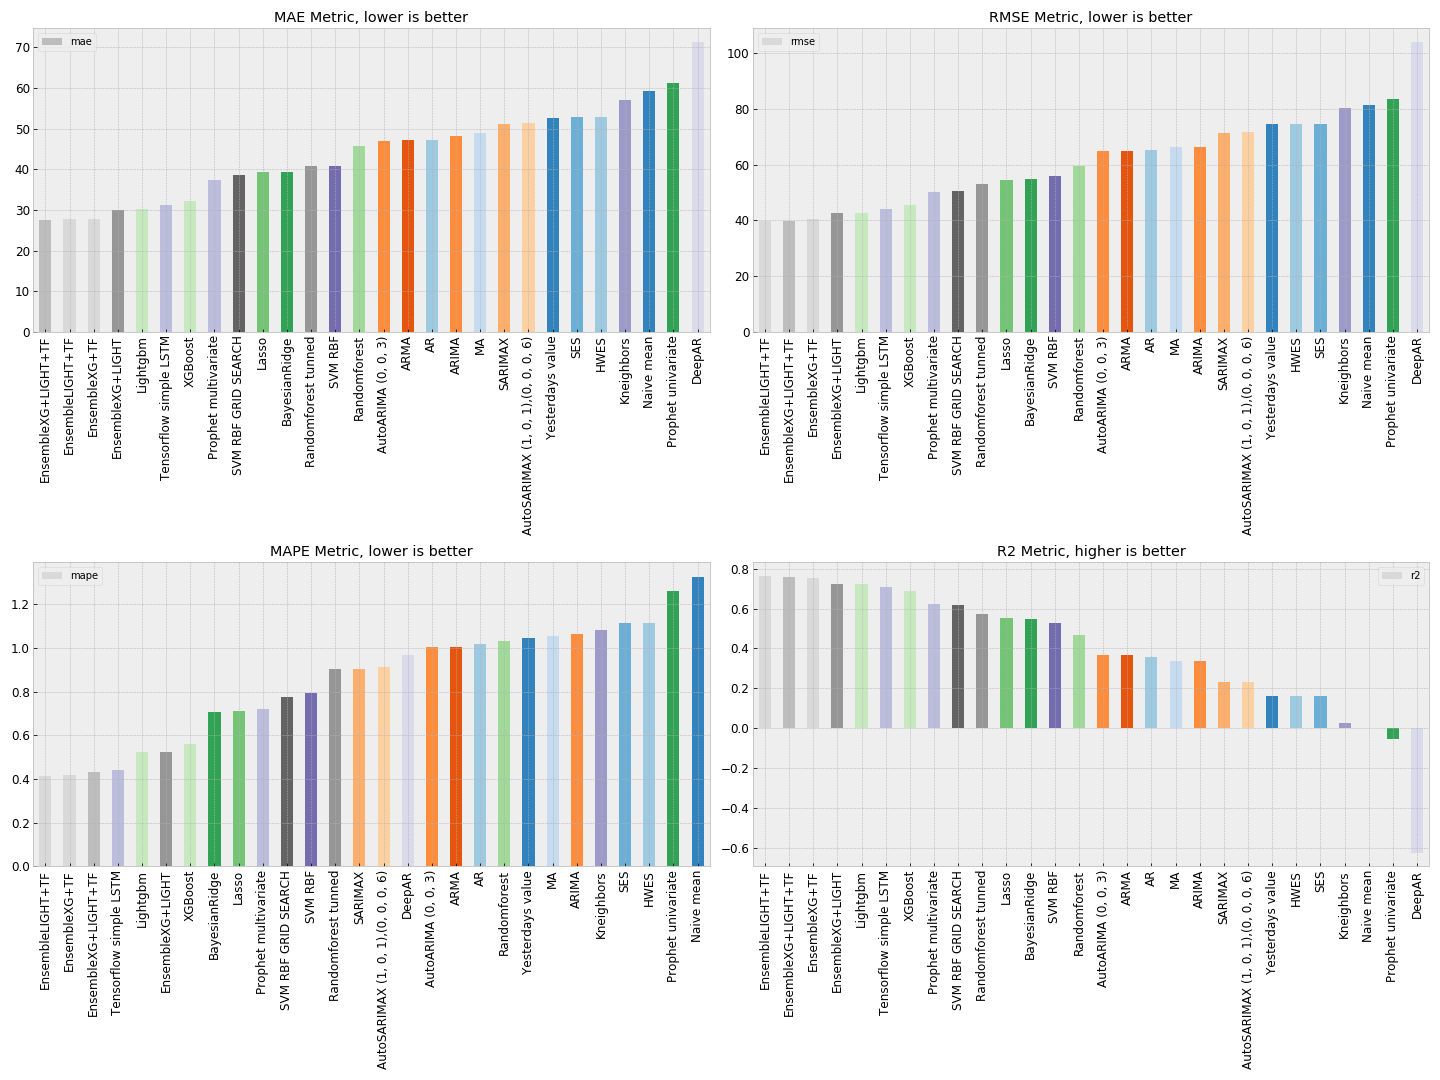 MAE Metric, lower is better
mae
70
60
50
40
30
20
10
0
EnsembleXG+LIGHT+TF
EnsembleLIGHT+TF
EnsembleXG+TF
EnsembleXG+LIGHT
Lightgbm
Tensorflow simple LSTM
XGBoost
Prophet multivariate
SVM RBF GRID SEARCH
Lasso
BayesianRidge
Randomforest tunned
SVM RBF
Randomforest
AutoARIMA (0, 0, 3)
ARMA
AR
ARIMA
MA
SARIMAX
AutoSARIMAX (1, 0, 1),(0, 0, 0, 6)
Yesterdays value
SES
HWES
Kneighbors
Naive mean
Prophet univariate
DeepAR
RMSE Metric, lower is better
rmse
100
80
60
40
20
0
EnsembleLIGHT+TF
EnsembleXG+LIGHT+TF
EnsembleXG+TF
EnsembleXG+LIGHT
Lightgbm
Tensorflow simple LSTM
XGBoost
Prophet multivariate
SVM RBF GRID SEARCH
Randomforest tunned
Lasso
BayesianRidge
SVM RBF
Randomforest
AutoARIMA (0, 0, 3)
ARMA
AR
MA
ARIMA
SARIMAX
AutoSARIMAX (1, 0, 1),(0, 0, 0, 6)
Yesterdays value
HWES
SES
Kneighbors
Naive mean
Prophet univariate
DeepAR
MAPE Metric, lower is better
mape
1.2
1.0
0.8
0.6
0.4
0.2
0.0
EnsembleLIGHT+TF
EnsembleXG+TF
EnsembleXG+LIGHT+TF
Tensorflow simple LSTM
Lightgbm
EnsembleXG+LIGHT
XGBoost
BayesianRidge
Lasso
Prophet multivariate
SVM RBF GRID SEARCH
SVM RBF
Randomforest tunned
SARIMAX
AutoSARIMAX (1, 0, 1),(0, 0, 0, 6)
DeepAR
AutoARIMA (0, 0, 3)
ARMA
AR
Randomforest
Yesterdays value
MA
ARIMA
Kneighbors
SES
HWES
Prophet univariate
Naive mean
R2 Metric, higher is better
r2
0.8
0.6
0.4
0.2
0.0
−0.2
−0.4
−0.6
EnsembleLIGHT+TF
EnsembleXG+LIGHT+TF
EnsembleXG+TF
EnsembleXG+LIGHT
Lightgbm
Tensorflow simple LSTM
XGBoost
Prophet multivariate
SVM RBF GRID SEARCH
Randomforest tunned
Lasso
BayesianRidge
SVM RBF
Randomforest
AutoARIMA (0, 0, 3)
ARMA
AR
MA
ARIMA
SARIMAX
AutoSARIMAX (1, 0, 1),(0, 0, 0, 6)
Yesterdays value
HWES
SES
Kneighbors
Naive mean
Prophet univariate
DeepAR